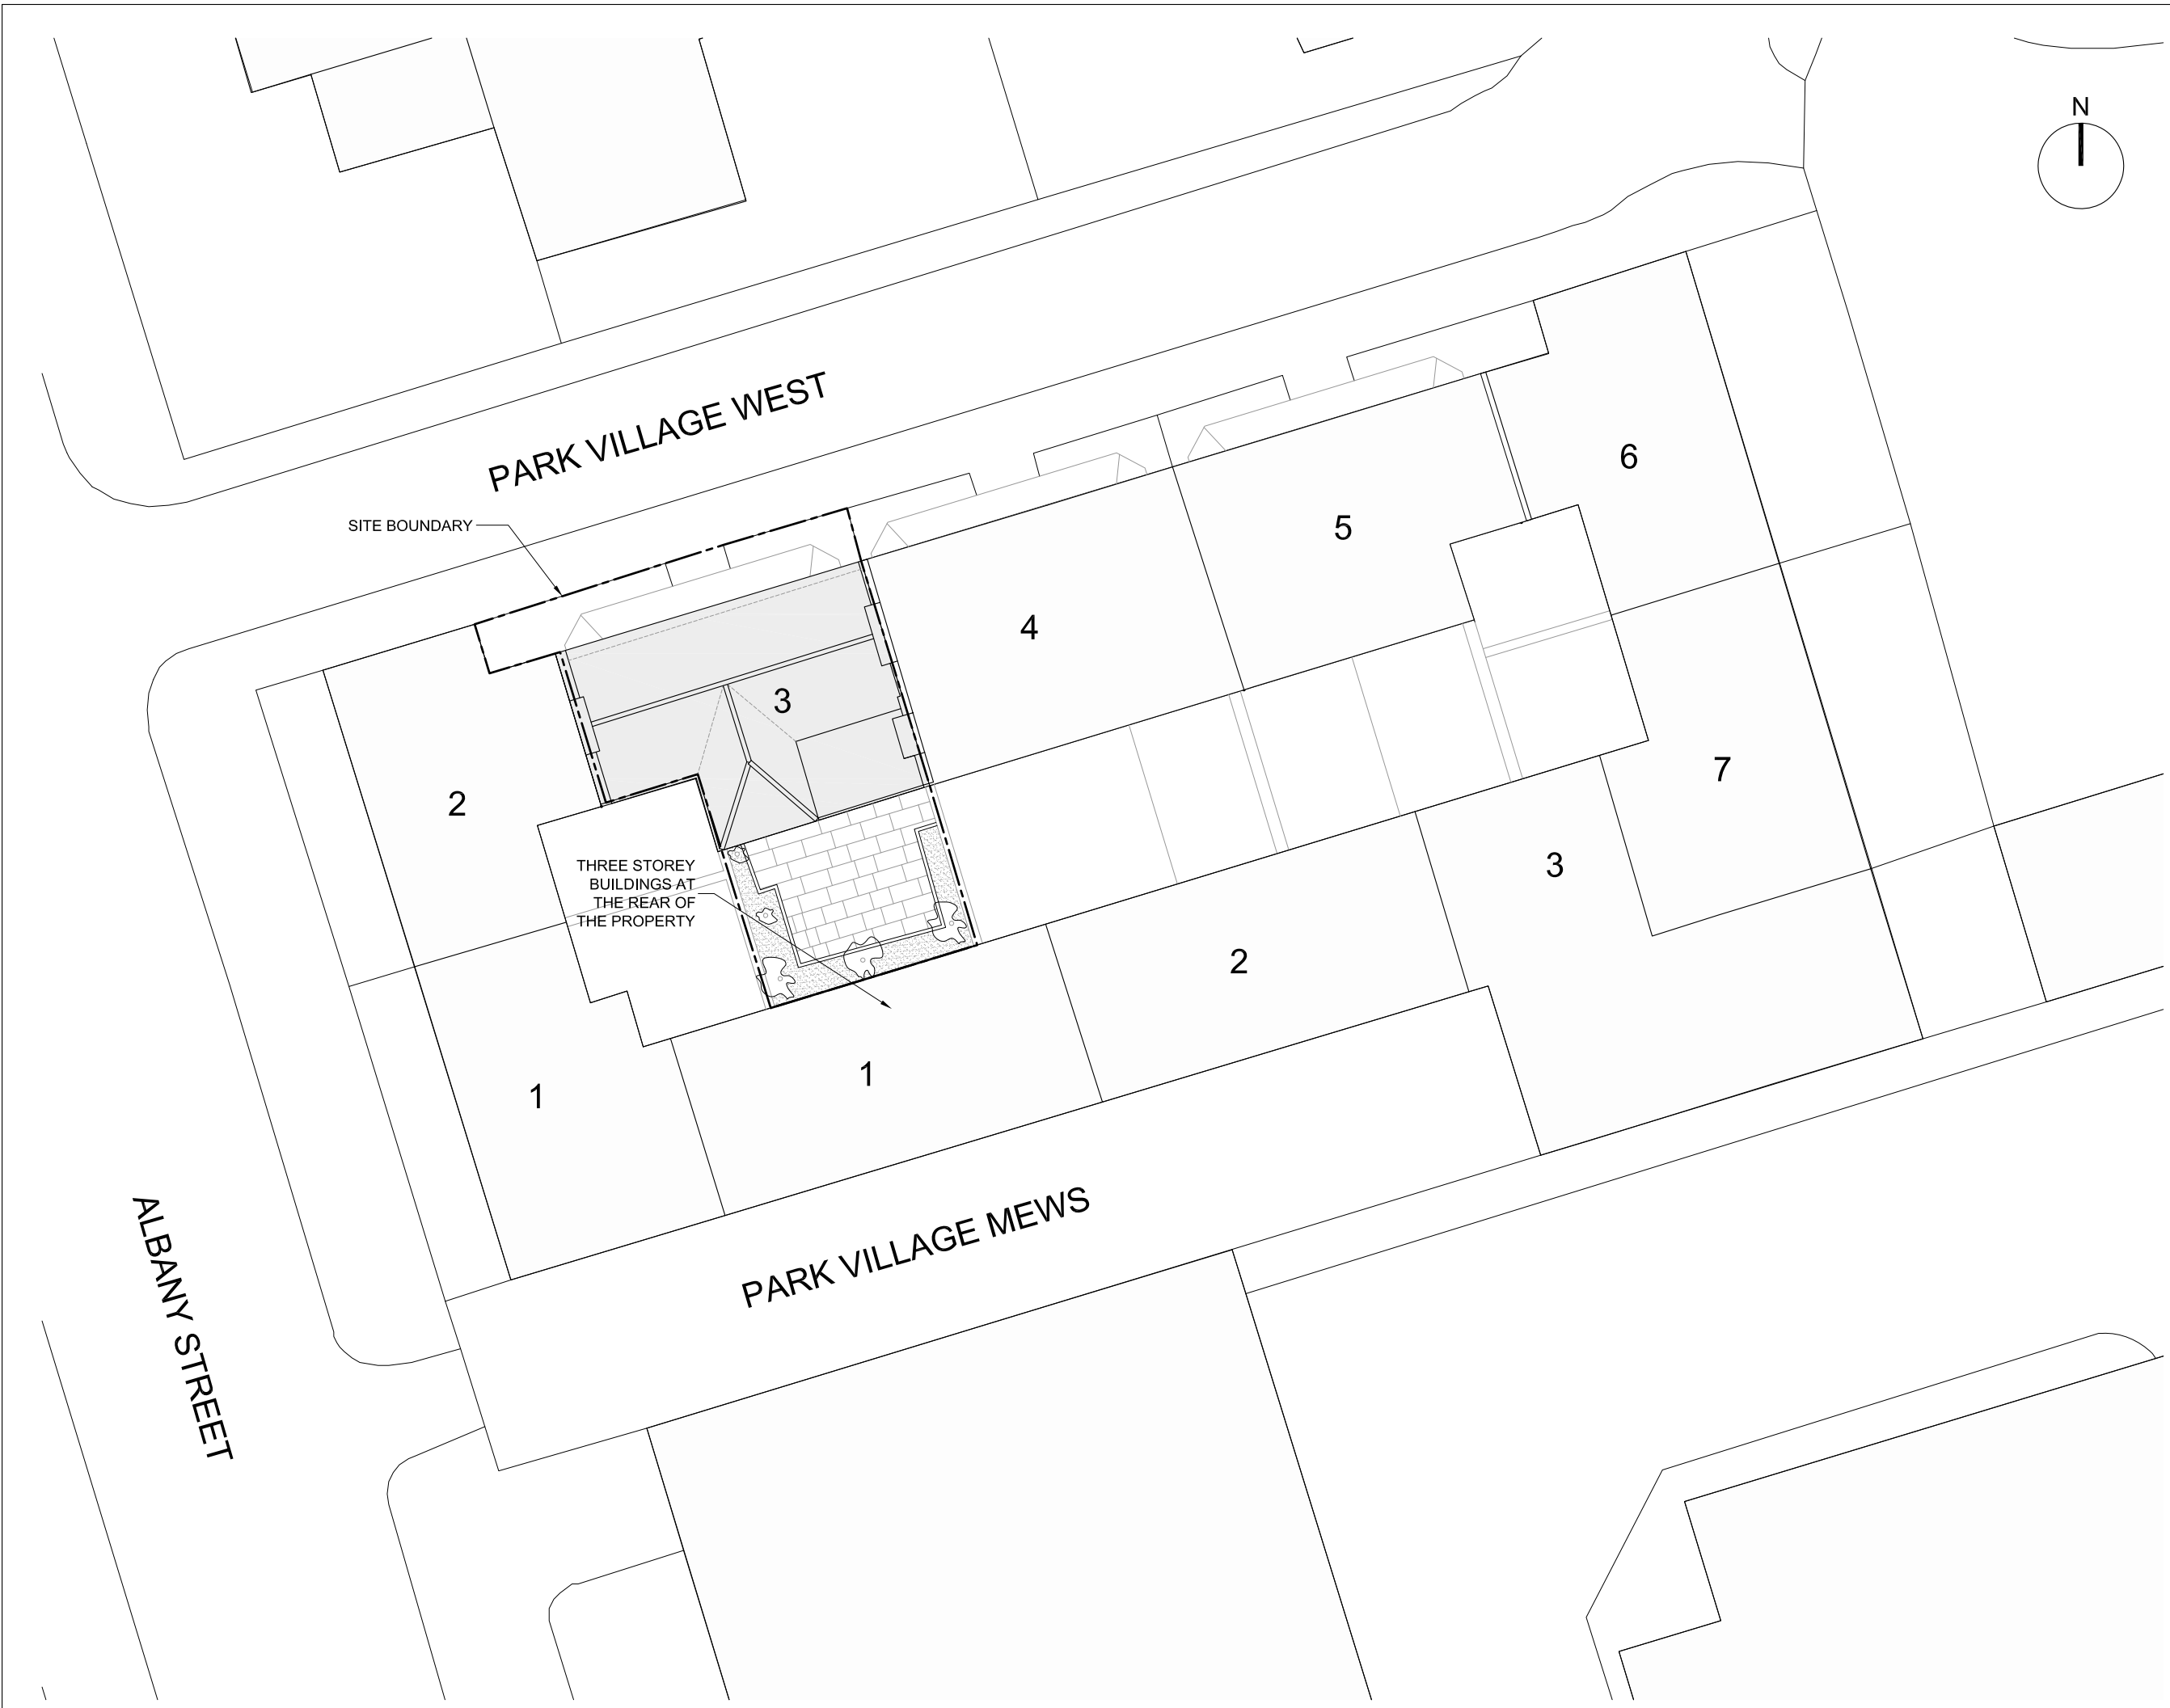 N
PARK VILLAGE WEST
SITE BOUNDARY
6
5
4
3
2
7
3
THREE STOREY
BUILDINGS AT
THE REAR OF
THE PROPERTY
2
1
1
PARK VILLAGE MEWS
ALBANY STREET